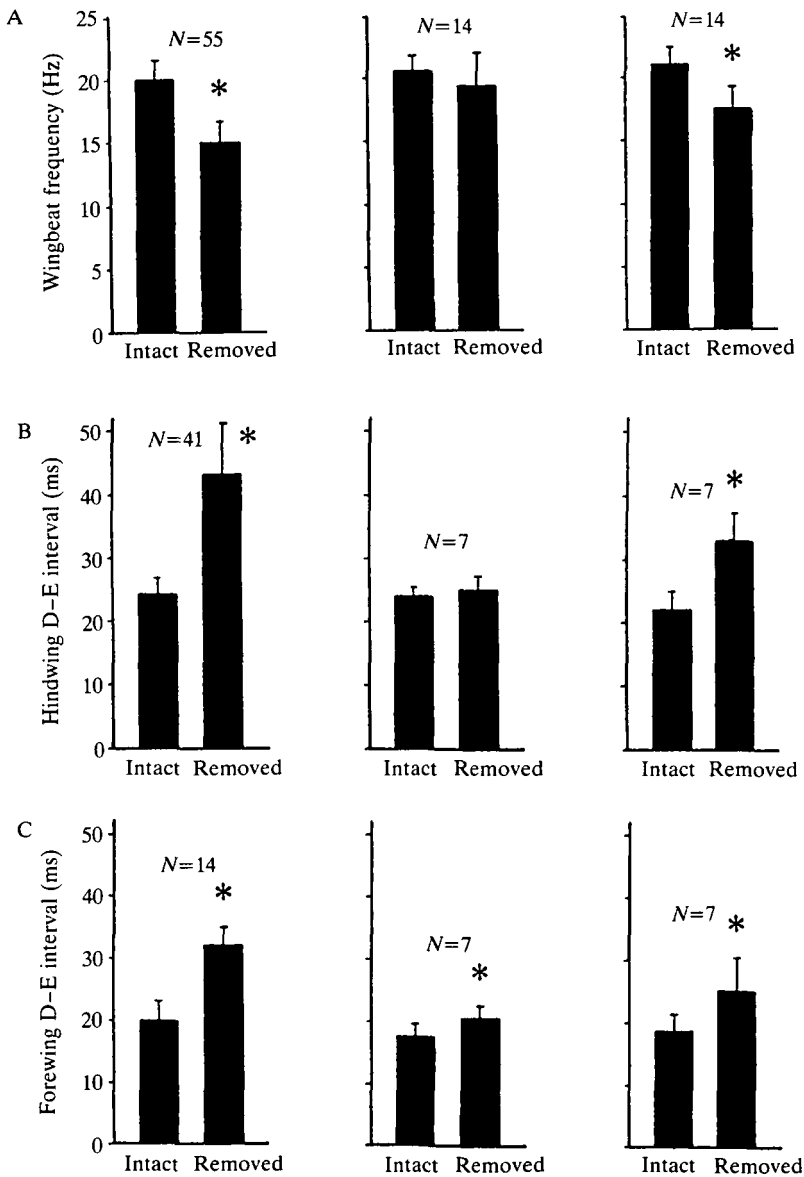 A
Wingbeat frequency (Hz)
25
20
15
10
5
0
N=55
*
Intact Removed
N=14
Intact Removed
N=14
*
Intact Removed
B
Hindwing D–E interval (ms)
50
40
30
20
10
0
N=41
*
Intact Removed
N=7
Intact Removed
N=7
*
Intact Removed
C
Forewing D–E interval (ms)
50
40
30
20
10
0
N=14
*
Intact Removed
N=7
*
Intact Removed
N=7
*
Intact Removed